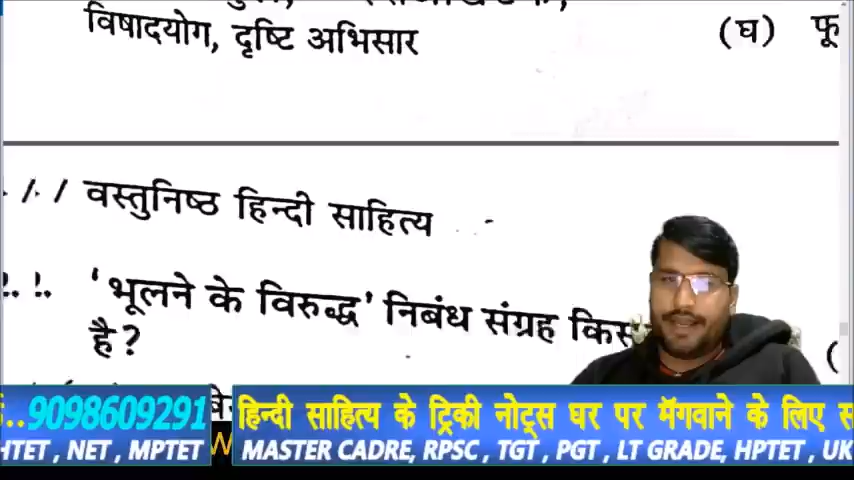 विषादयोग, दृष्टि अभिसार
(घ) फू
/ / / वस्तुनिष्ठ हिन्दी साहित्य
'भूलने के विरुद्ध' निबंध संग्रह किस
है?
(
..9098609291 हिन्दी साहित्य के ट्रिकी नोट्स घर पर मॅगवाने के लिए स
HTET , NET , MPTET W MASTER CADRE, RPSC , TGT , PGT , LT GRADE, HPTET , UK